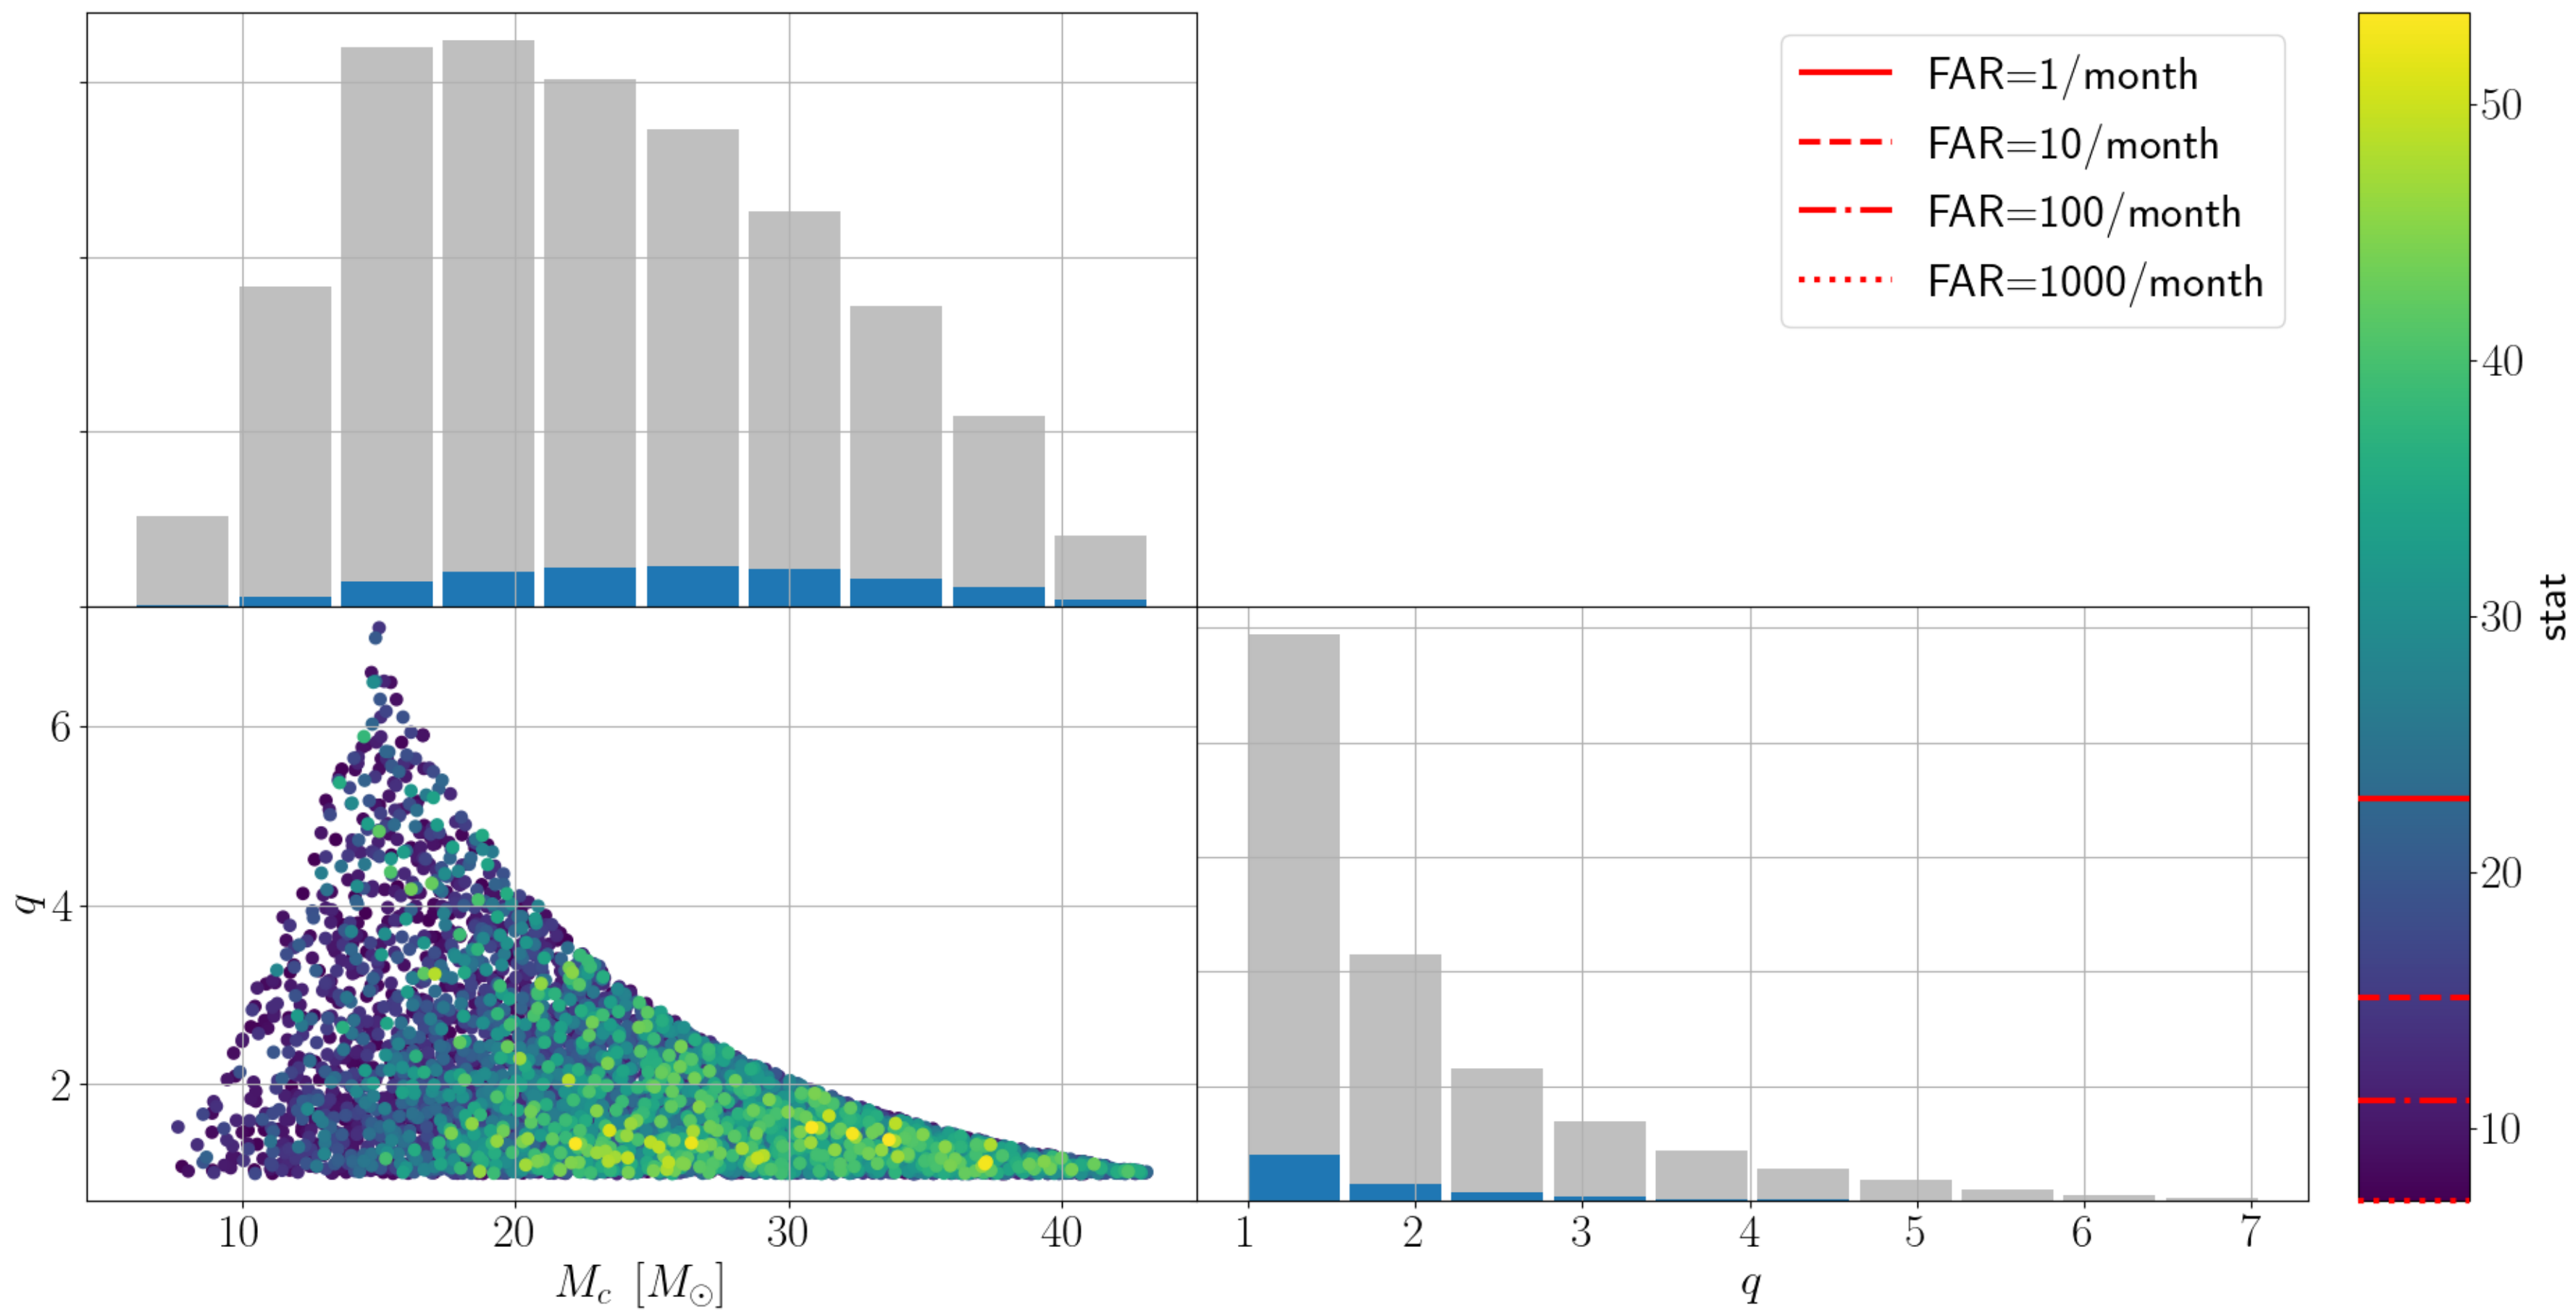 FAR=1/month
FAR=10/month
FAR=100/month
FAR=1000/month
50
40
30
20
10
stat
6
4
2
q
10 20 30 40
M_c [M_⊙]
1 2 3 4 5 6 7
q